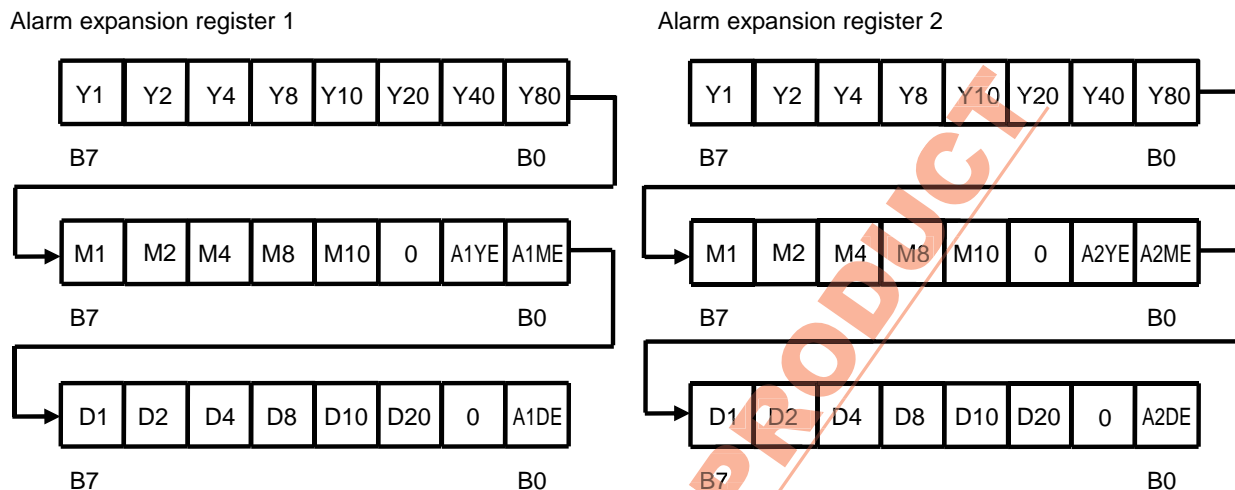 Alarm expansion register 1
Y1 Y2 Y4 Y8 Y10 Y20 Y40 Y80
B7 B0
M1 M2 M4 M8 M10 0 A1YE A1ME
B7 B0
D1 D2 D4 D8 D10 D20 0 A1DE
B7 B0
Alarm expansion register 2
Y1 Y2 Y4 Y8 Y10 Y20 Y40 Y80
B7 B0
M1 M2 M4 M8 M10 0 A2YE A2ME
B7 B0
D1 D2 D4 D8 D10 D20 0 A2DE
B7 B0
PRODUCT